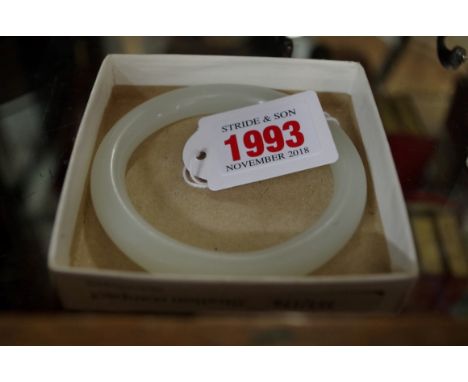 STRIDE & SON
1993
NOVEMBER 2018